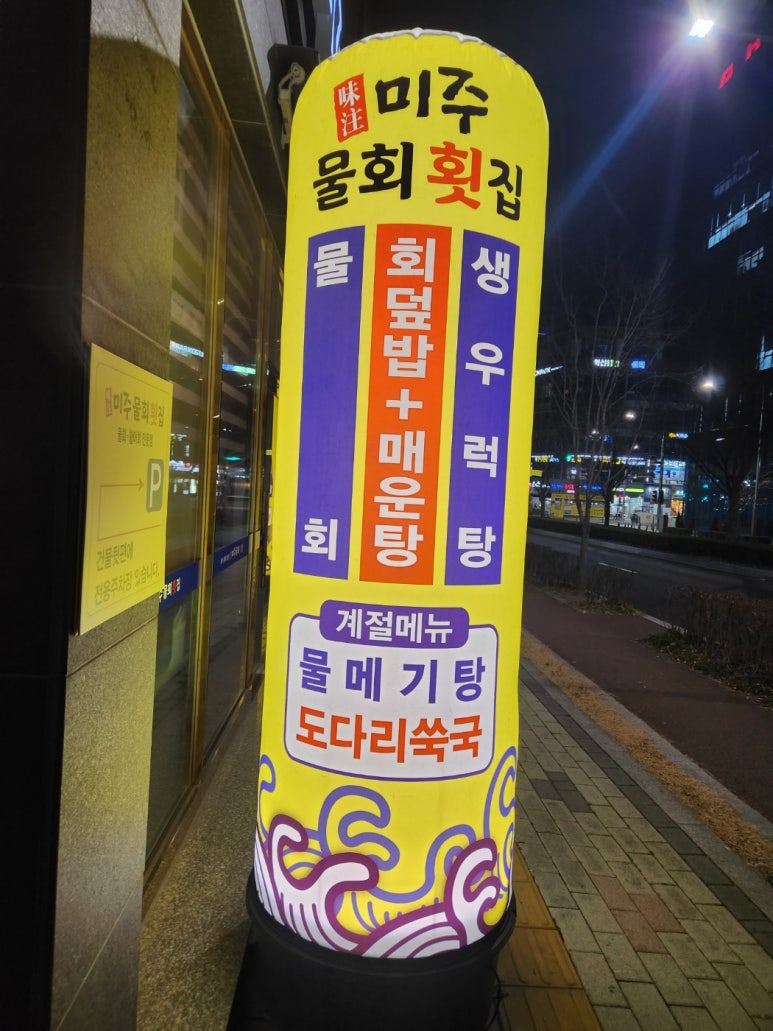 味注 미주
물회횟집
물회
회덮밥+매운탕
생우럭탕
계절메뉴
물메기탕
도다리쑥국
미주물회횟집
P
건물뒷편에
전용주차장 있습니다.